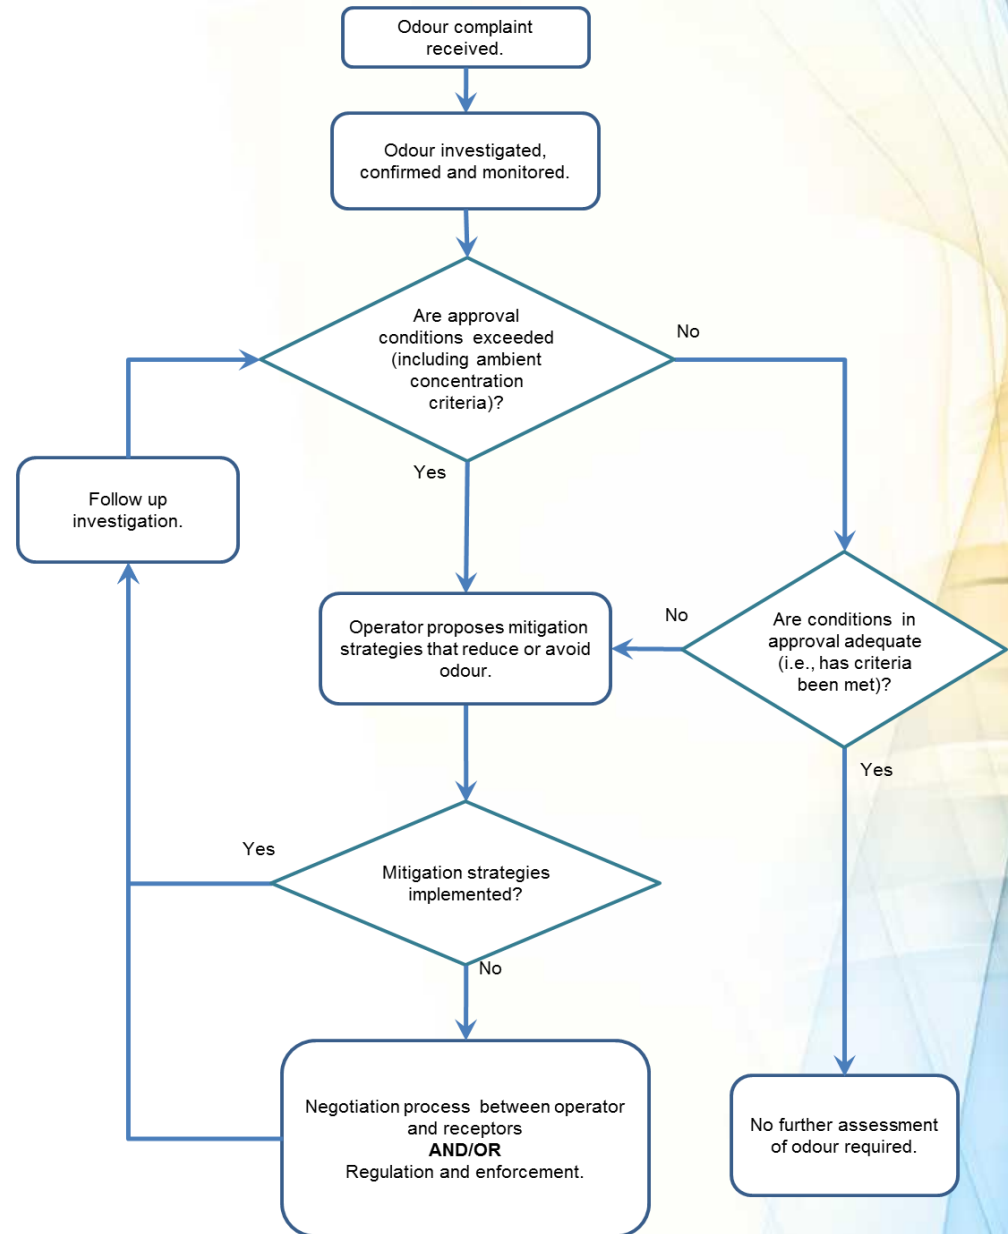 Odour complaint
received.
Odour investigated,
confirmed and monitored.
Are approval
conditions exceeded
(including ambient
concentration
criteria)?
No
Yes
Follow up
investigation.
Operator proposes mitigation
strategies that reduce or avoid
odour.
No
Are conditions in
approval adequate
(i.e., has criteria
been met)?
Yes
Yes
Mitigation strategies
implemented?
No
Negotiation process between operator
and receptors
AND/OR
Regulation and enforcement.
No further assessment
of odour required.